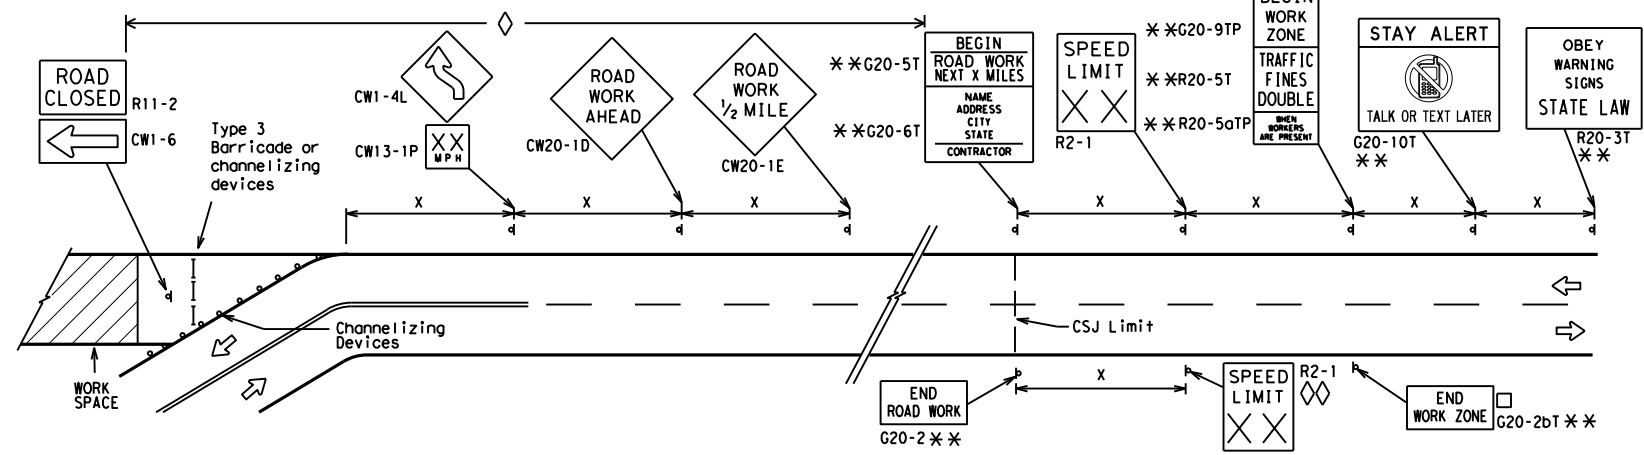 ROAD
CLOSED
R11-2
CW1-6
Type 3
Barricade or
channelizing
devices
CW1-4L
XX
MPH
CW13-1P
ROAD
WORK
AHEAD
CW20-1D
ROAD
WORK
1/2 MILE
CW20-1E
**G20-5T
**G20-6T
BEGIN
ROAD WORK
NEXT X MILES
NAME
ADDRESS
CITY
STATE
CONTRACTOR
SPEED
LIMIT
XX
R2-1
**G20-9TP
**R20-5T
**R20-5aTP
BEGIN
WORK
ZONE
TRAFFIC
FINES
DOUBLE
WHEN
WORKERS
ARE PRESENT
STAY ALERT
TALK OR TEXT LATER
G20-10T
**
OBEY
WARNING
SIGNS
STATE LAW
R20-3T
**
X
X
X
X
X
X
X
Channelizing
Devices
CSJ Limit
WORK
SPACE
END
ROAD WORK
G20-2**
X
SPEED
LIMIT
XX
R2-1
END
WORK ZONE
G20-2bT**